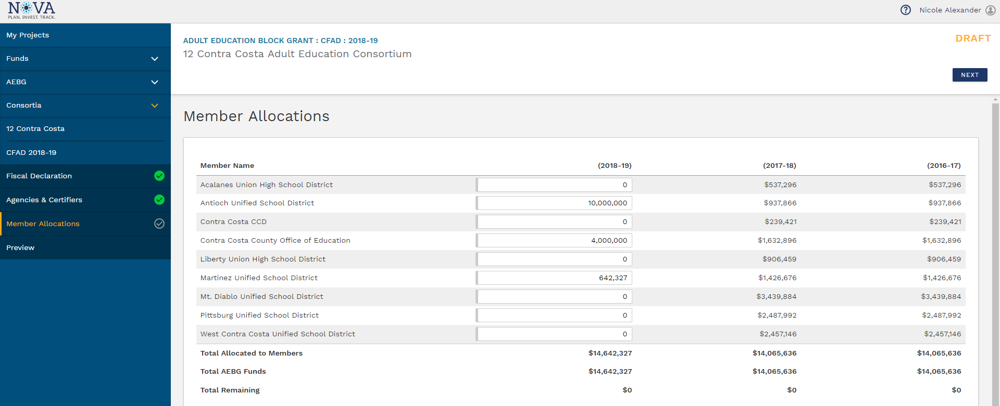 NOVA
PLAN. INVEST. TRACK.
Nicole Alexander
My Projects
Funds
AEBG
Consortia
12 Contra Costa
CFAD 2018-19
Fiscal Declaration
Agencies & Certifiers
Member Allocations
Preview
ADULT EDUCATION BLOCK GRANT : CFAD : 2018-19
DRAFT
12 Contra Costa Adult Education Consortium
NEXT
Member Allocations
Member Name (2018-19) (2017-18) (2016-17)
Acalanes Union High School District 0 $537,296 $537,296
Antioch Unified School District 10,000,000 $937,866 $937,866
Contra Costa CCD 0 $239,421 $239,421
Contra Costa County Office of Education 4,000,000 $1,632,896 $1,632,896
Liberty Union High School District 0 $906,459 $906,459
Martinez Unified School District 642,327 $1,426,676 $1,426,676
Mt. Diablo Unified School District 0 $3,439,884 $3,439,884
Pittsburg Unified School District 0 $2,487,992 $2,487,992
West Contra Costa Unified School District 0 $2,457,146 $2,457,146
Total Allocated to Members $14,642,327 $14,065,636 $14,065,636
Total AEBG Funds $14,642,327 $14,065,636 $14,065,636
Total Remaining $0 $0 $0